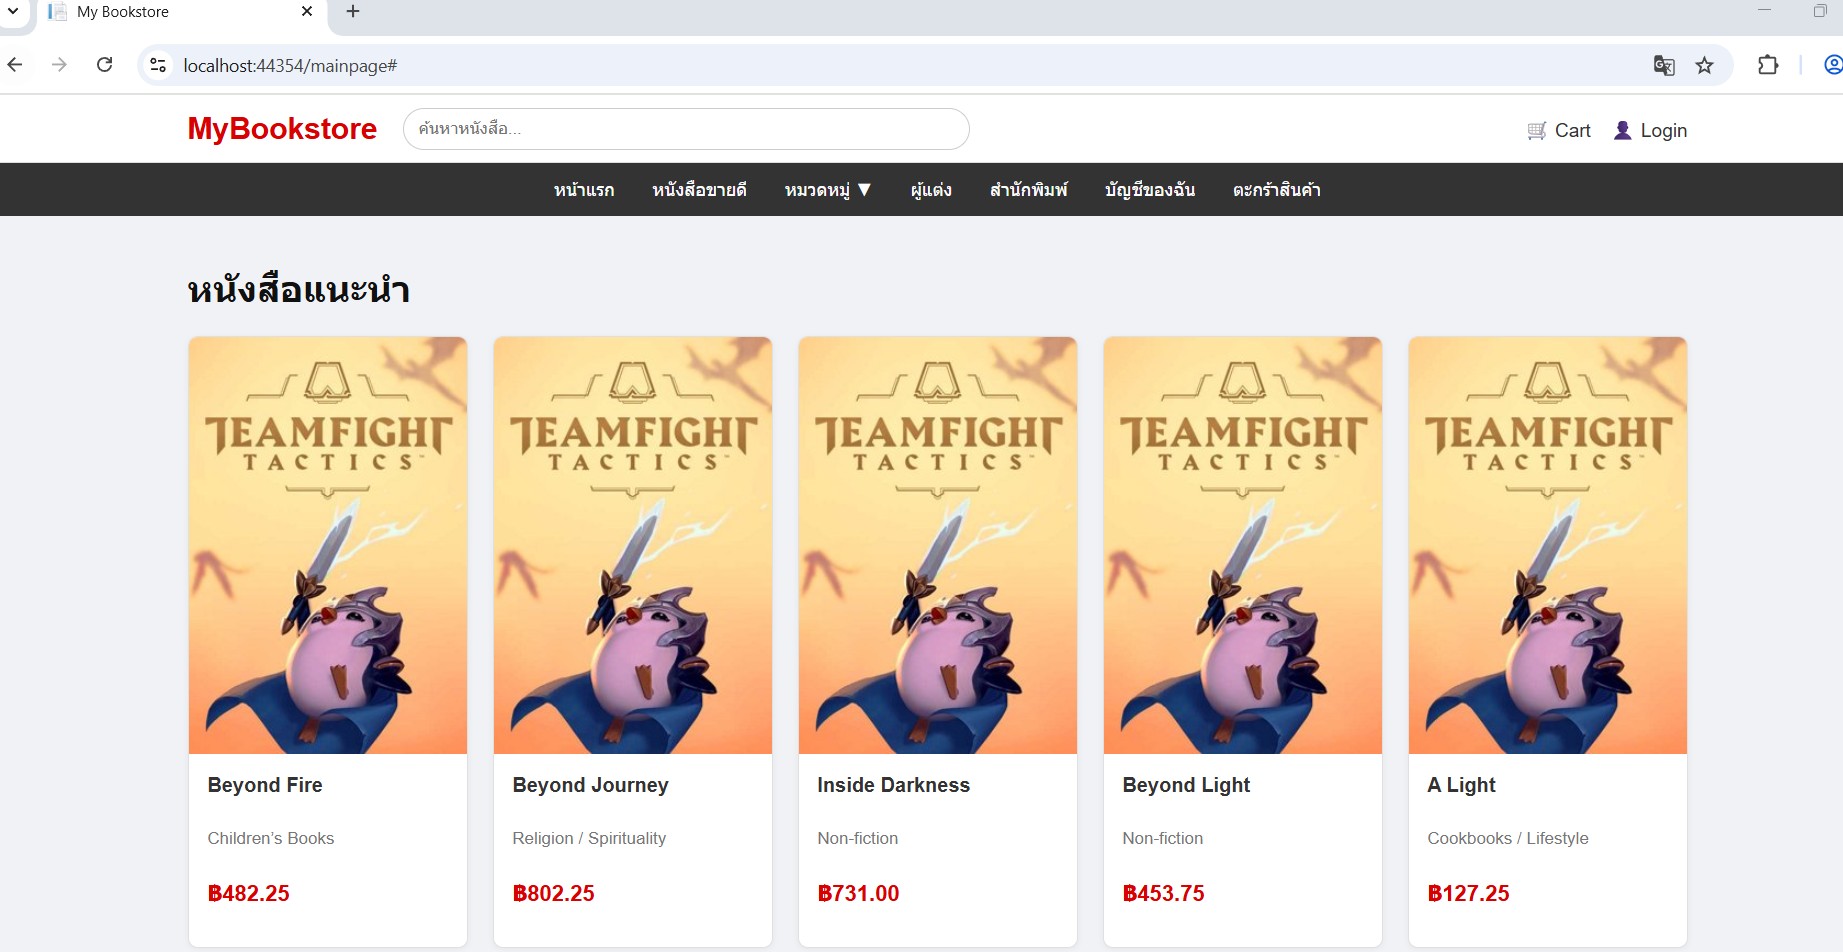 My Bookstore
localhost:44354/mainpage#
MyBookstore ค้นหาหนังสือ... Cart Login
หน้าแรก หนังสือขายดี หมวดหมู่ ▼ ผู้แต่ง สำนักพิมพ์ บัญชีของฉัน ตะกร้าสินค้า
หนังสือแนะนำ
TEAMFIGHT TEAMFIGHT TEAMFIGHT TEAMFIGHT TEAMFIGHT
TACTICS™ TACTICS™ TACTICS™ TACTICS™ TACTICS™
Beyond Fire Beyond Journey Inside Darkness Beyond Light A Light
Children’s Books Religion / Spirituality Non-fiction Non-fiction Cookbooks / Lifestyle
฿482.25 ฿802.25 ฿731.00 ฿453.75 ฿127.25